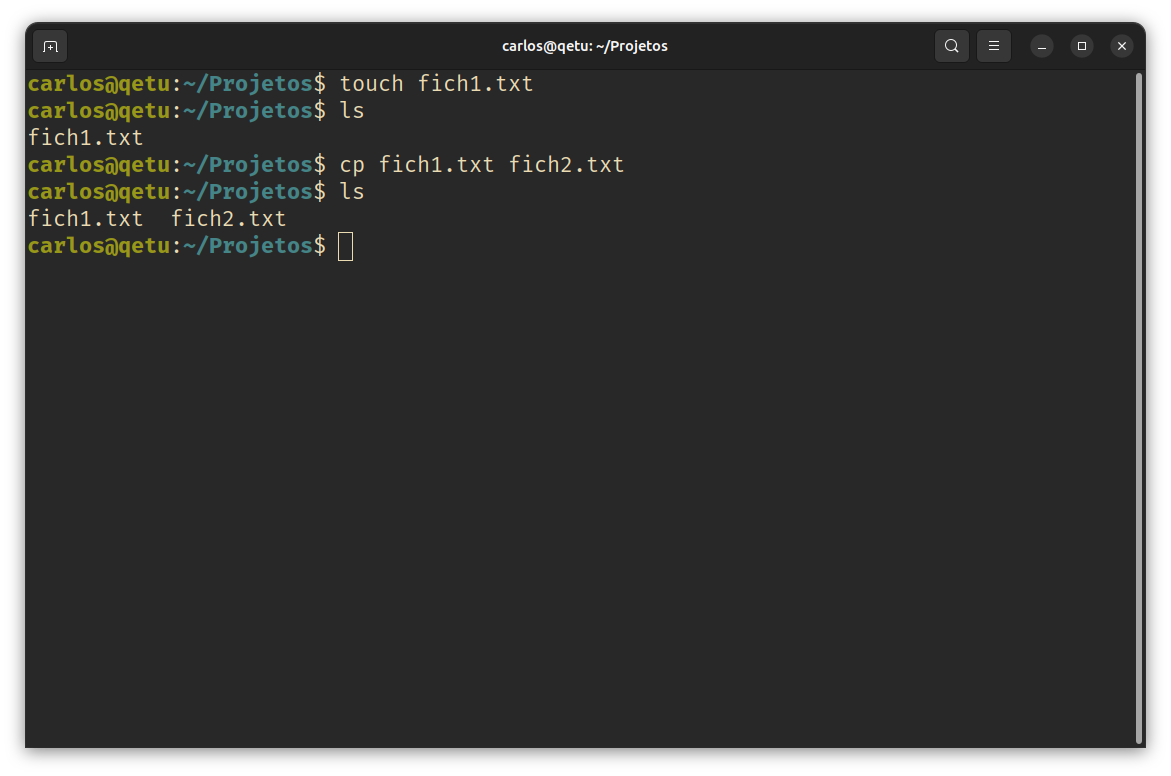 carlos@qetu: ~/Projetos
carlos@qetu:~/Projetos$ touch fich1.txt
carlos@qetu:~/Projetos$ ls
fich1.txt
carlos@qetu:~/Projetos$ cp fich1.txt fich2.txt
carlos@qetu:~/Projetos$ ls
fich1.txt  fich2.txt
carlos@qetu:~/Projetos$